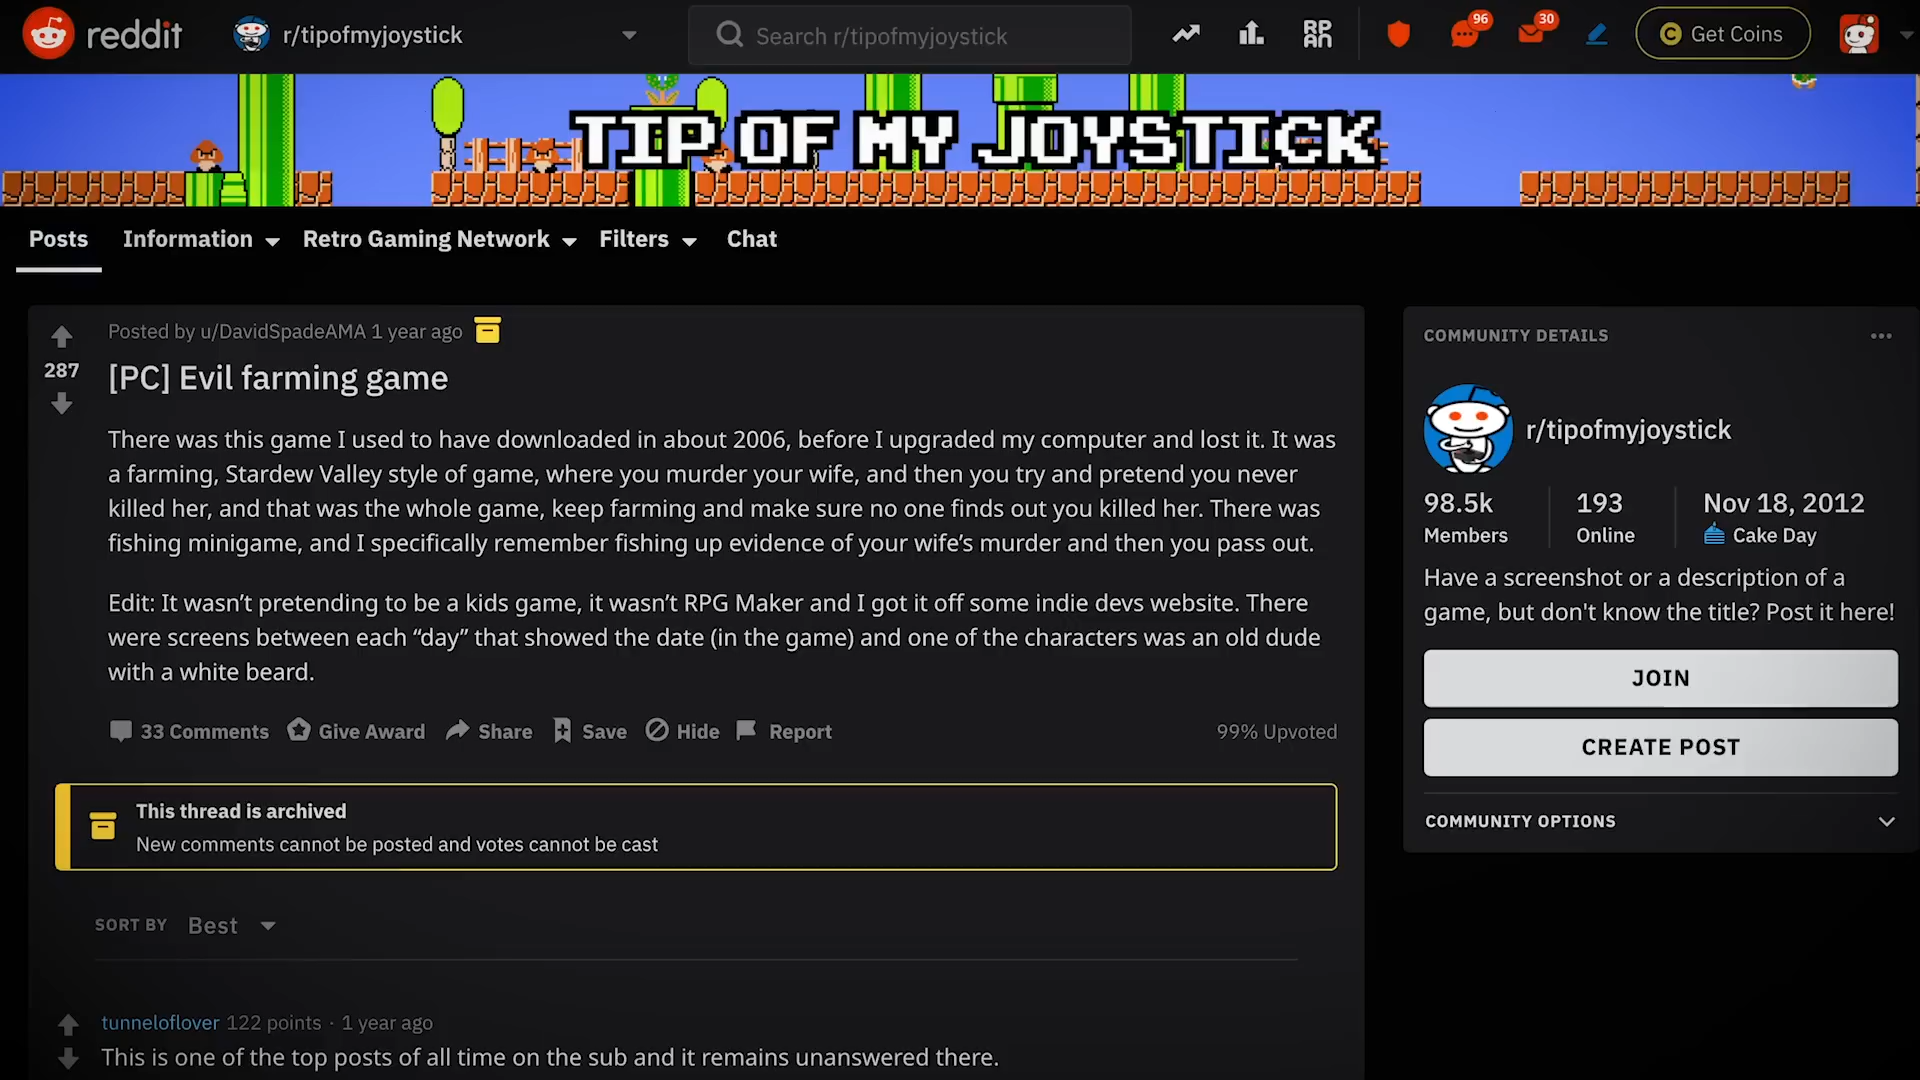 reddit
r/tipofmyjoystick
Search r/tipofmyjoystick
RPAN
96
30
Get Coins
TIP OF MY JOYSTICK
Posts
Information
Retro Gaming Network
Filters
Chat
Posted by u/DavidSpadeAMA 1 year ago
287
[PC] Evil farming game
There was this game I used to have downloaded in about 2006, before I upgraded my computer and lost it. It was
a farming, Stardew Valley style of game, where you murder your wife, and then you try and pretend you never
killed her, and that was the whole game, keep farming and make sure no one finds out you killed her. There was
fishing minigame, and I specifically remember fishing up evidence of your wife’s murder and then you pass out.
Edit: It wasn’t pretending to be a kids game, it wasn’t RPG Maker and I got it off some indie devs website. There
were screens between each “day” that showed the date (in the game) and one of the characters was an old dude
with a white beard.
33 Comments
Give Award
Share
Save
Hide
Report
99% Upvoted
This thread is archived
New comments cannot be posted and votes cannot be cast
SORT BY Best
tunneloflover 122 points · 1 year ago
This is one of the top posts of all time on the sub and it remains unanswered there.
COMMUNITY DETAILS
r/tipofmyjoystick
98.5k
Members
193
Online
Nov 18, 2012
Cake Day
Have a screenshot or a description of a
game, but don't know the title? Post it here!
JOIN
CREATE POST
COMMUNITY OPTIONS